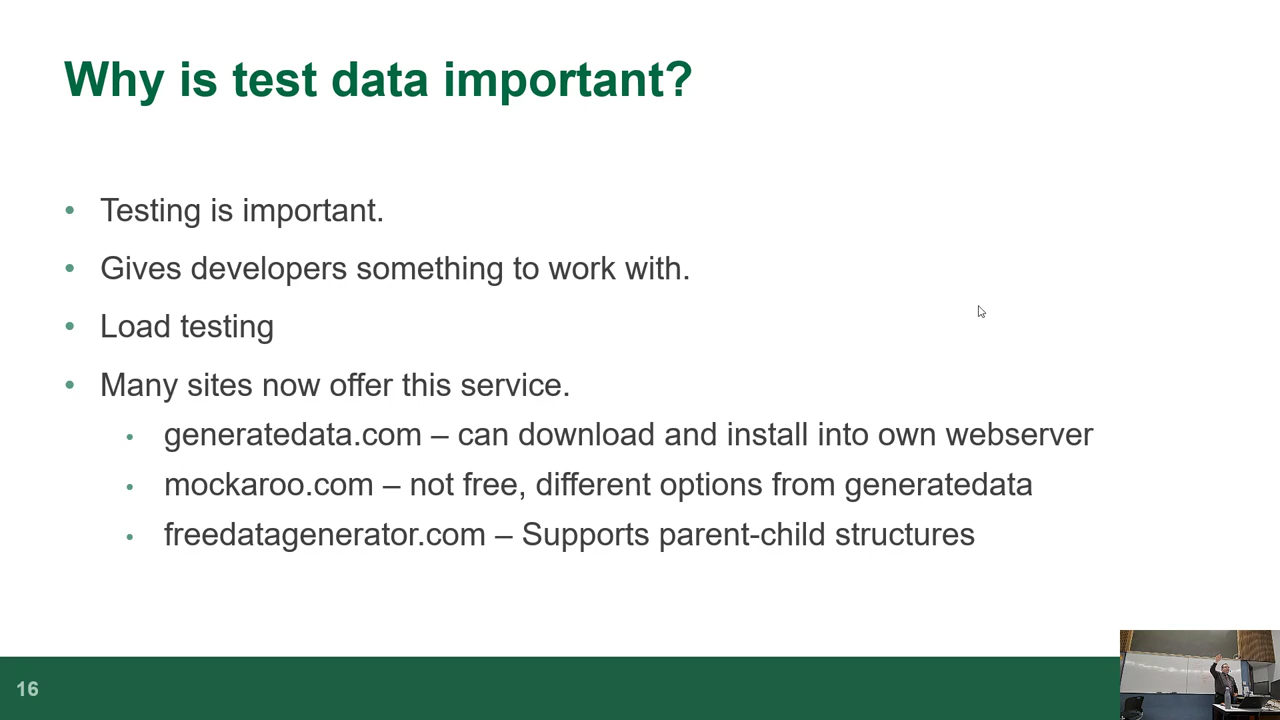 Why is test data important?
• Testing is important.
• Gives developers something to work with.
• Load testing
• Many sites now offer this service.
• generatedata.com – can download and install into own webserver
• mockaroo.com – not free, different options from generatedata
• freedatagenerator.com – Supports parent-child structures
16